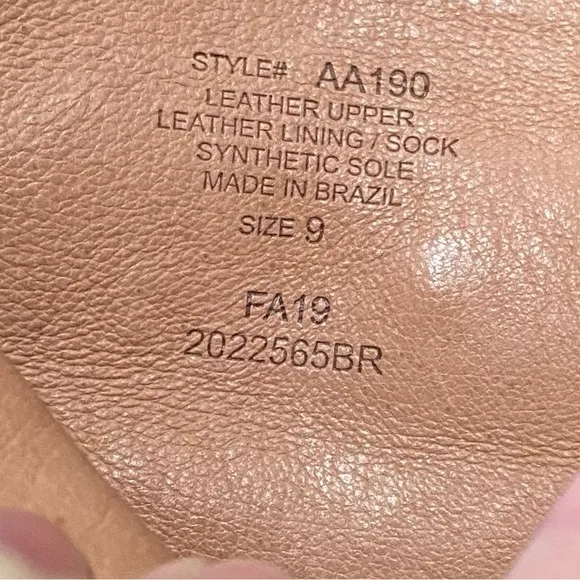 STYLE# AA190
LEATHER UPPER
LEATHER LINING / SOCK
SYNTHETIC SOLE
MADE IN BRAZIL
SIZE 9
FA19
2022565BR